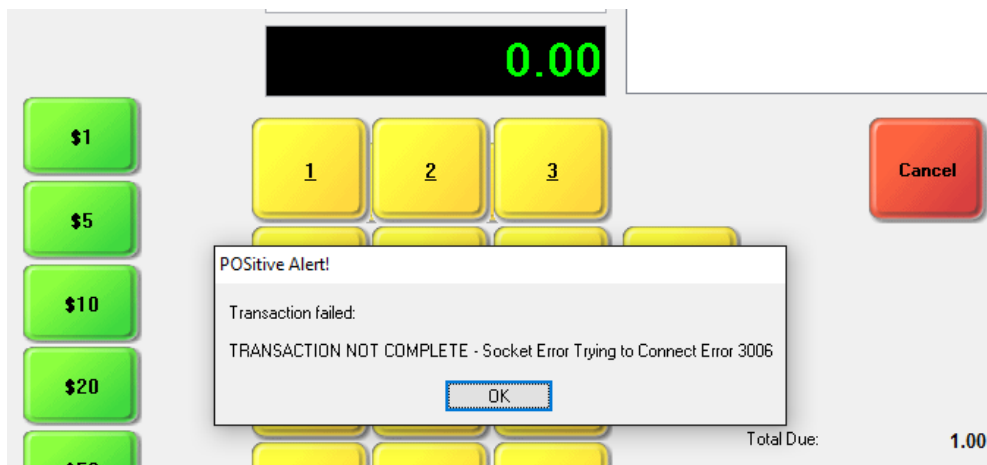 0.00
$1
1 2 3
Cancel
$5
POSitive Alert!
Transaction failed:
$10
TRANSACTION NOT COMPLETE - Socket Error Trying to Connect Error 3006
$20
OK
Total Due: 1.00